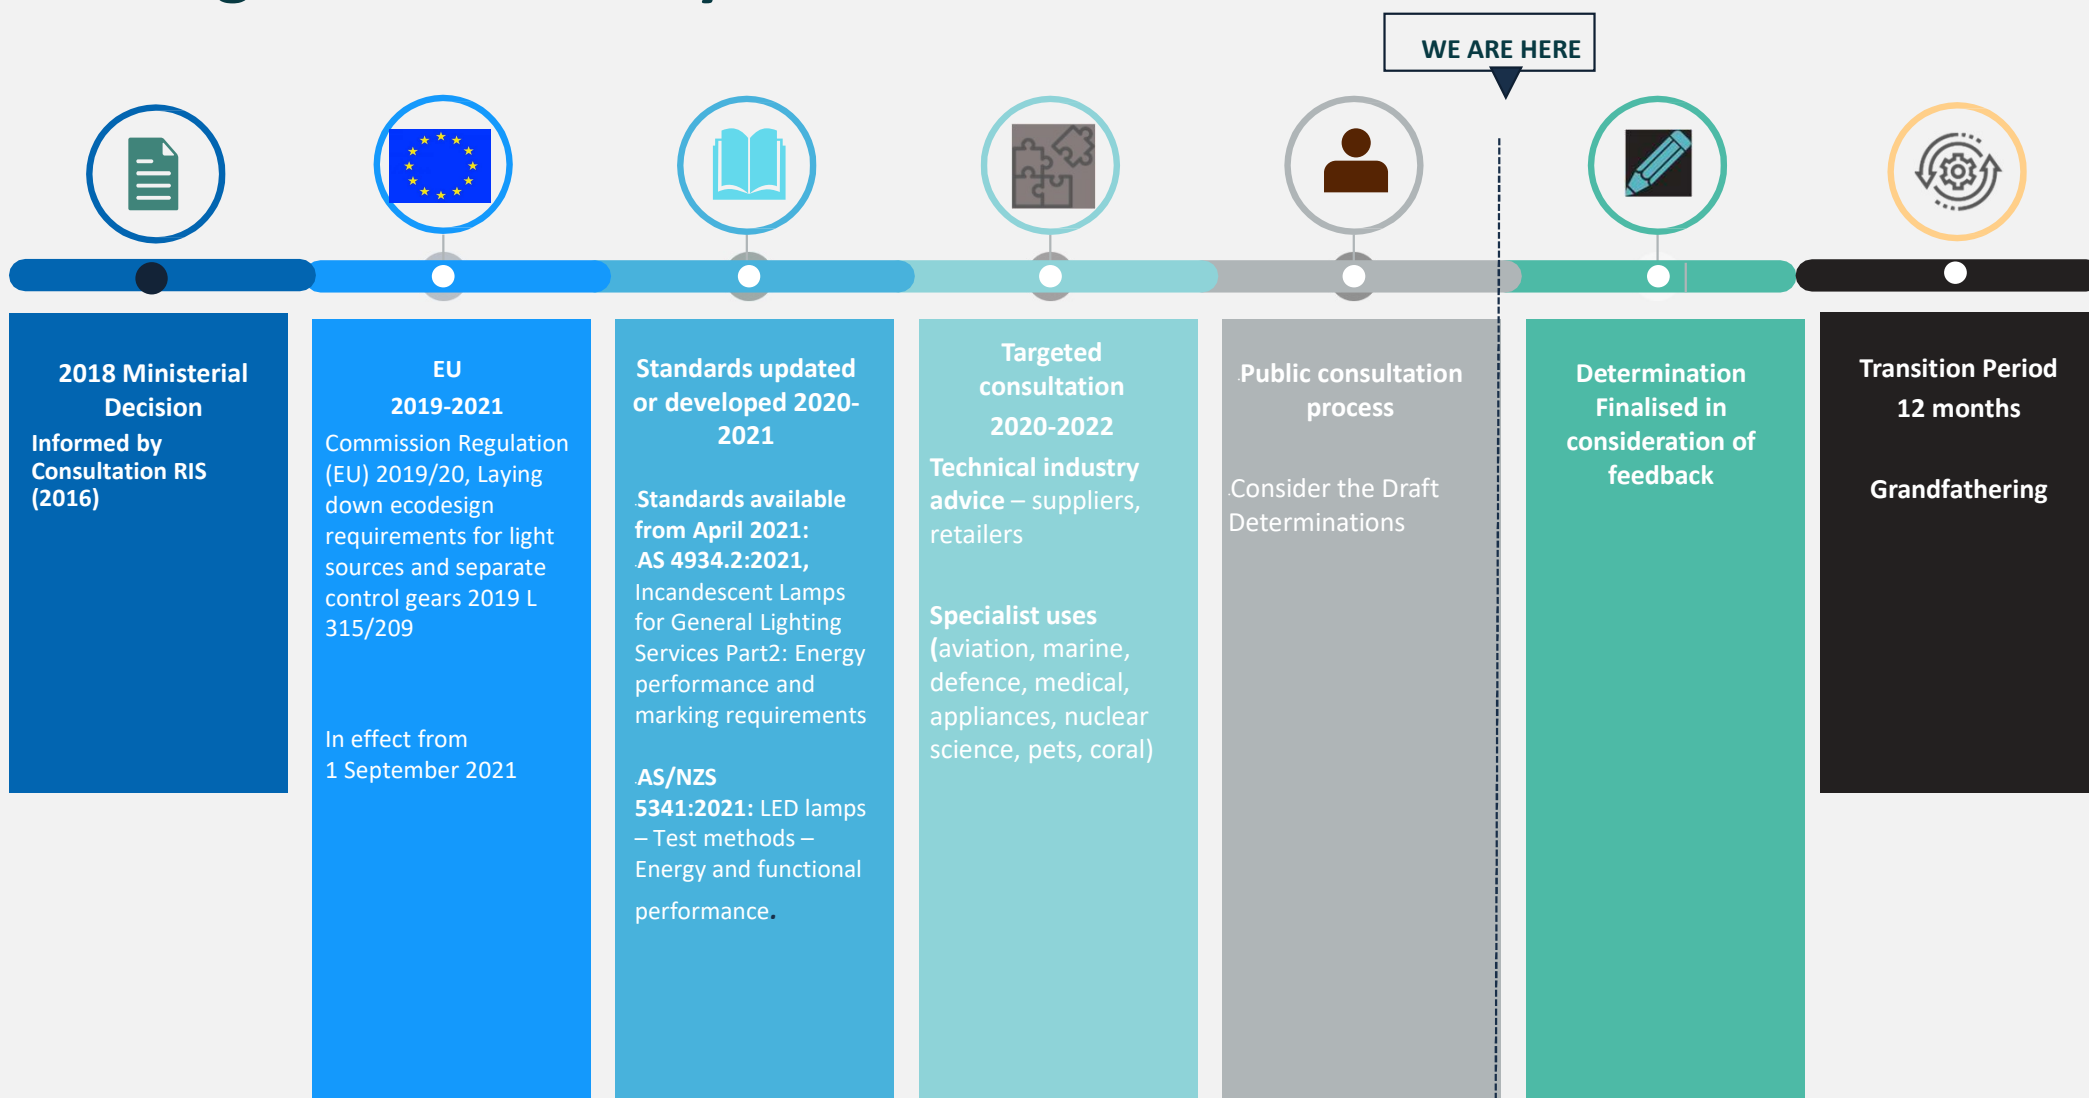 WE ARE HERE
2018 Ministerial
Decision
Informed by
Consultation RIS
(2016)
EU
2019-2021
Commission Regulation
(EU) 2019/20, Laying
down ecodesign
requirements for light
sources and separate
control gears 2019 L
315/209
In effect from
1 September 2021
Standards updated
or developed 2020-
2021
Standards available
from April 2021:
AS 4934.2:2021,
Incandescent Lamps
for General Lighting
Services Part2: Energy
performance and
marking requirements
AS/NZS
5341:2021: LED lamps
– Test methods –
Energy and functional
performance.
Targeted
consultation
2020-2022
Technical industry
advice – suppliers,
retailers
Specialist uses
(aviation, marine,
defence, medical,
appliances, nuclear
science, pets, coral)
Public consultation
process
Consider the Draft
Determinations
Determination
Finalised in
consideration of
feedback
Transition Period
12 months
Grandfathering